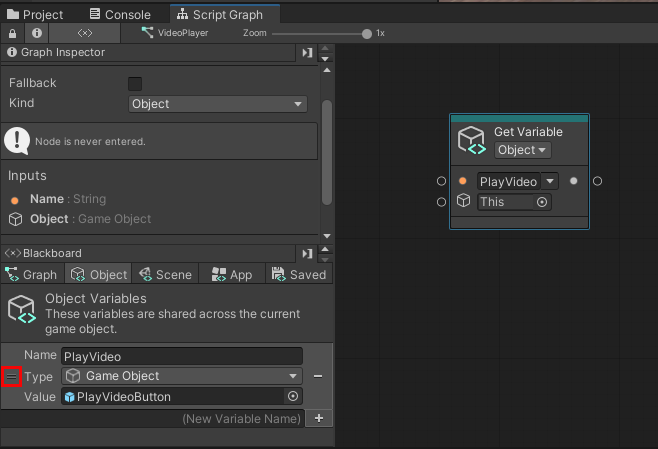 Project Console Script Graph
VideoPlayer Zoom 1x
Graph Inspector
Fallback
Kind Object
Node is never entered.
Inputs
Name : String
Object : Game Object
Blackboard
Graph Object Scene App Saved
Object Variables
These variables are shared across the current
game object.
Name PlayVideo
Type Game Object
Value PlayVideoButton
(New Variable Name)
Get Variable
Object
PlayVideo
This